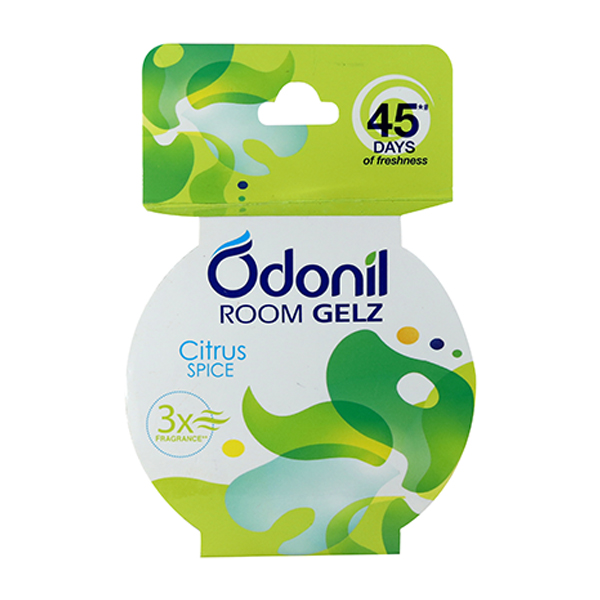 45*#
DAYS
of freshness
Odonil
ROOM GELZ
Citrus
SPICE
3x
FRAGRANCE**